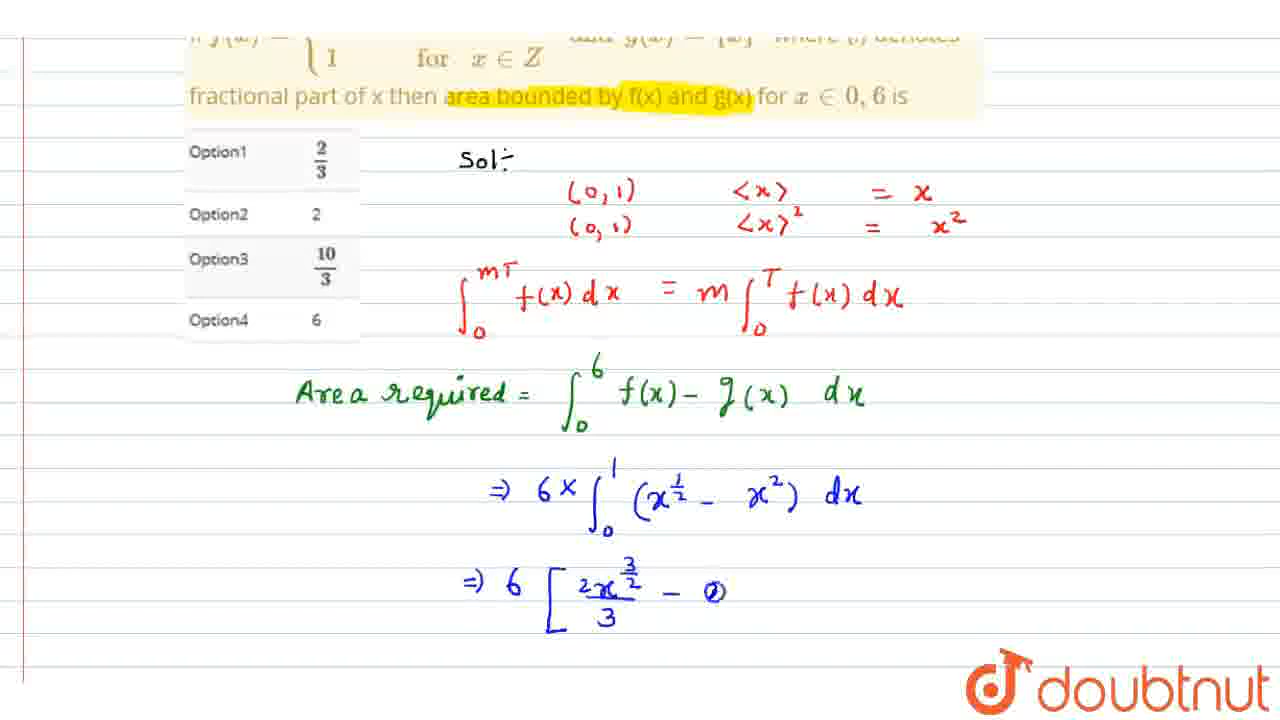 1 for x ∈ Z
fractional part of x then area bounded by f(x) and g(x) for x ∈ 0, 6 is
Option1 2/3
Option2 2
Option3 10/3
Option4 6
Sol:-
(0,1) <x> = x
(0,1) <x>² = x²
∫₀^mT f(x) dx = m ∫₀^T f(x) dx
Area required = ∫₀^6 f(x) - g(x) dx
⇒ 6 × ∫₀^1 (x^1/2 - x²) dx
⇒ 6 [ 2x^3/2 / 3 -
doubtnut